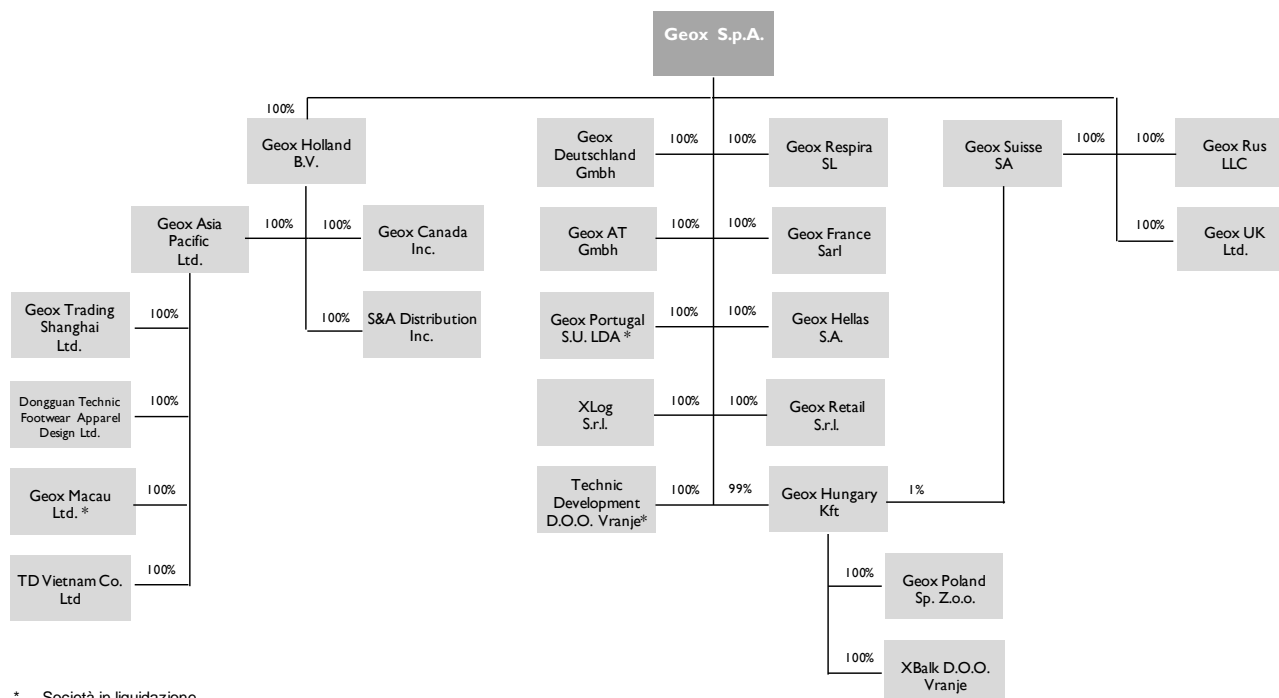 Geox S.p.A.
100%
Geox Holland
B.V.
Geox
Deutschland
Gmbh
100%
100%
Geox Respira
SL
Geox Suisse
SA
100%
100%
Geox Rus
LLC
Geox Asia
Pacific
Ltd.
100%
100%
Geox Canada
Inc.
Geox AT
Gmbh
100%
100%
Geox France
Sarl
100%
Geox UK
Ltd.
Geox Trading
Shanghai
Ltd.
100%
100%
S&A Distribution
Inc.
Geox Portugal
S.U. LDA *
100%
100%
Geox Hellas
S.A.
Dongguan Technic
Footwear Apparel
Design Ltd.
100%
XLog
S.r.l.
100%
100%
Geox Retail
S.r.l.
Geox Macau
Ltd. *
100%
Technic
Development
D.O.O. Vranje*
100%
99%
Geox Hungary
Kft
1%
TD Vietnam Co.
Ltd
100%
100%
Geox Poland
Sp. Z.o.o.
100%
XBalk D.O.O.
Vranje
* Società in liquidazione